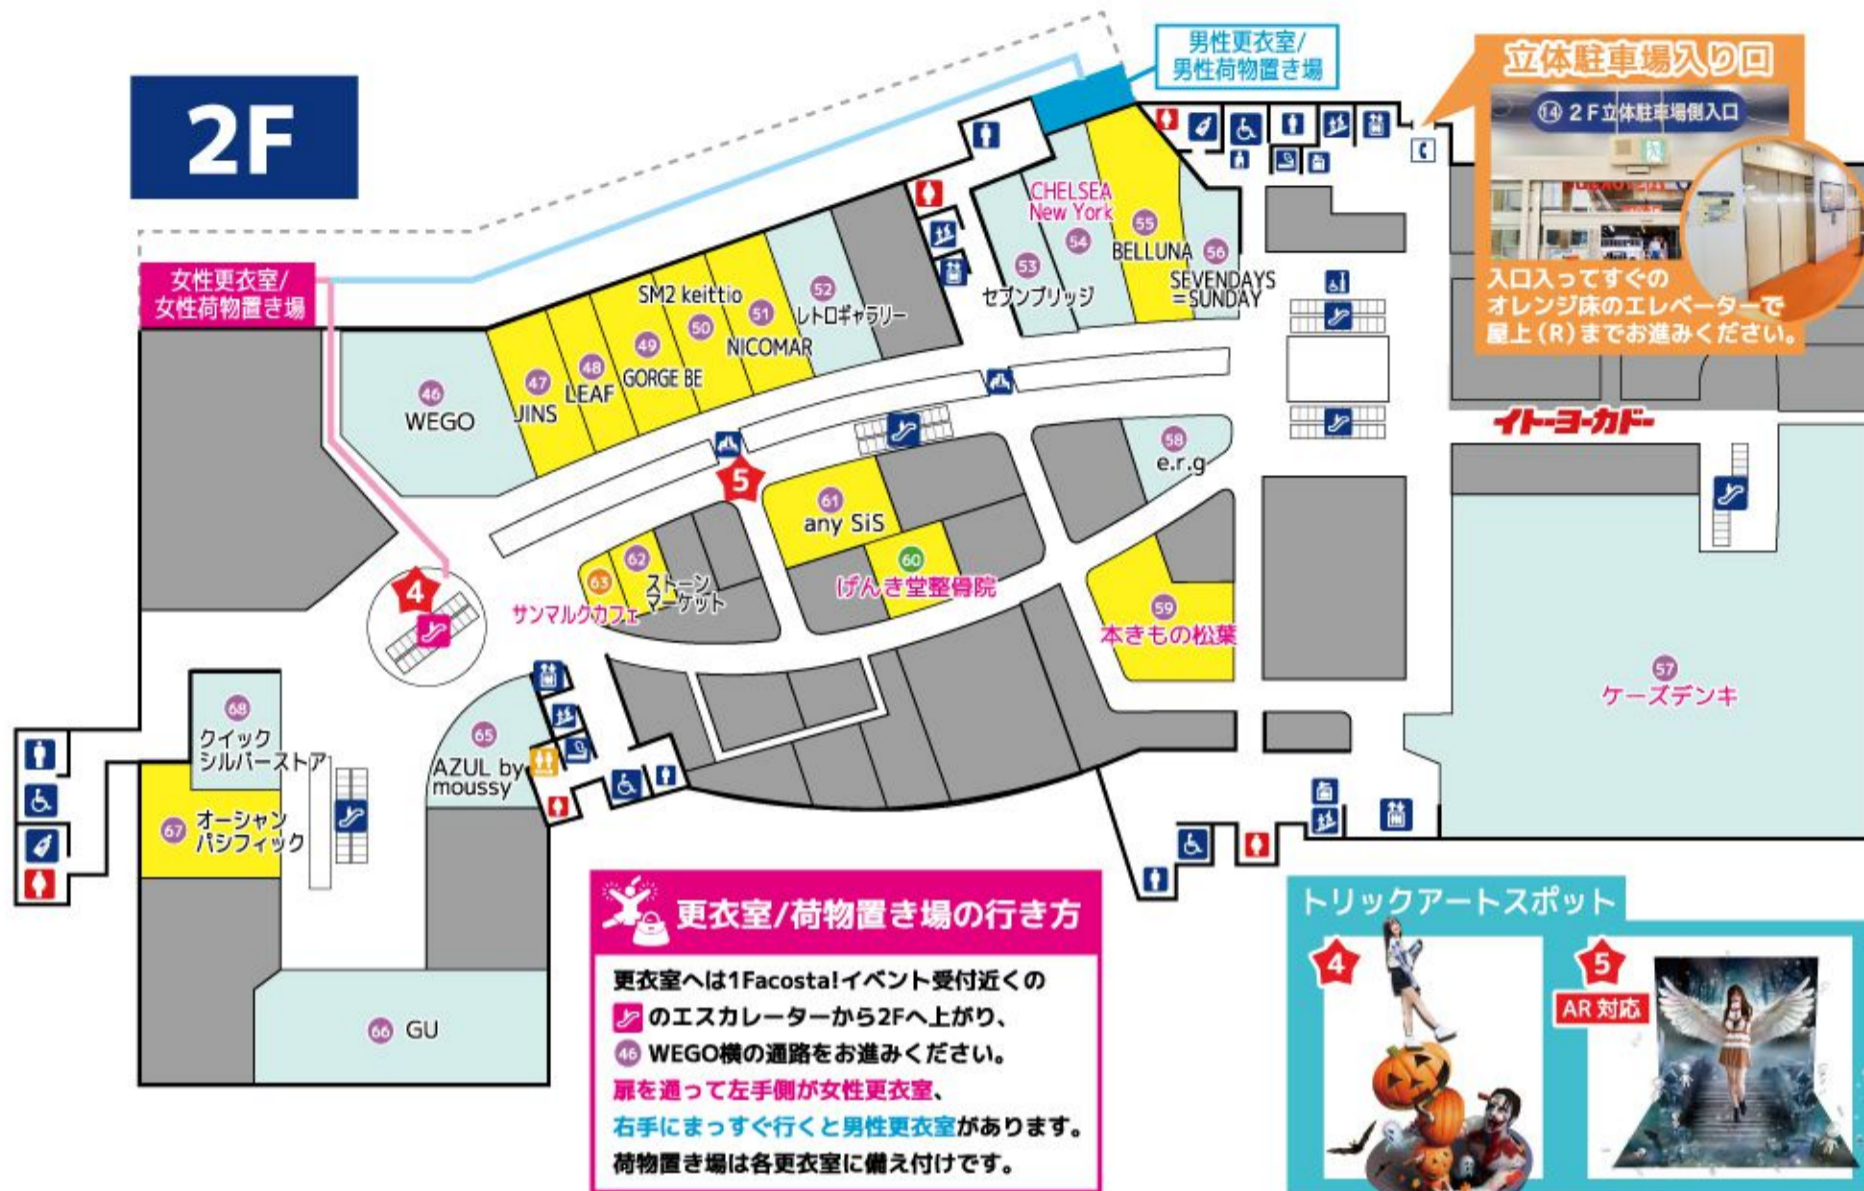 2F
男性更衣室/
男性荷物置き場
立体駐車場入り口
⑭ 2F立体駐車場側入口
入口入ってすぐの
オレンジ床のエレベーターで
屋上(R)までお進みください。
女性更衣室/
女性荷物置き場
46
WEGO
47
JINS
48
LEAF
49
GORGE BE
SM2 keittio
50
51
NICOMAR
52
レトロギャラリー
53
セブンブリッジ
CHELSEA
New York
54
55
BELLUNA
56
SEVENDAYS
=SUNDAY
イトーヨーカドー
58
e.r.g
5
61
any SiS
60
げんき堂整骨院
62
ストーン
マーケット
63
サンマルクカフェ
59
本きもの松葉
57
ケーズデンキ
4
68
クイック
シルバーストア
67
オーシャン
パシフィック
65
AZUL by
moussy
66 GU
更衣室/荷物置き場の行き方
更衣室へは1Facosta!イベント受付近くの
のエスカレーターから2Fへ上がり、
46 WEGO横の通路をお進みください。
扉を通って左手側が女性更衣室、
右手にまっすぐ行くと男性更衣室があります。
荷物置き場は各更衣室に備え付けです。
トリックアートスポット
4
5
AR 対応